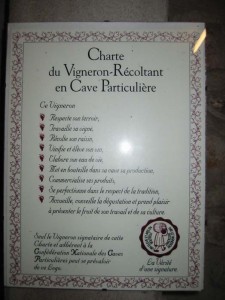 Charte
du Vigneron-Récoltant
en Cave Particulière
Ce Vigneron
Respecte son terroir,
Travaille sa vigne,
Récolte son raisin,
Vinifie et élève son vin,
Elabore son eau de vie,
Met en bouteille dans sa cave sa production,
Commercialise ses produits,
Se perfectionne dans le respect de la tradition,
Accueille, conseille la dégustation et prend plaisir
à présenter le fruit de son travail et de sa culture
Seul le Vigneron signataire de cette
Charte et adhérent à la
Confédération Nationale des Caves
Particulières peut se prévaloir
de ce Logo.
La Vérité
d'une signature